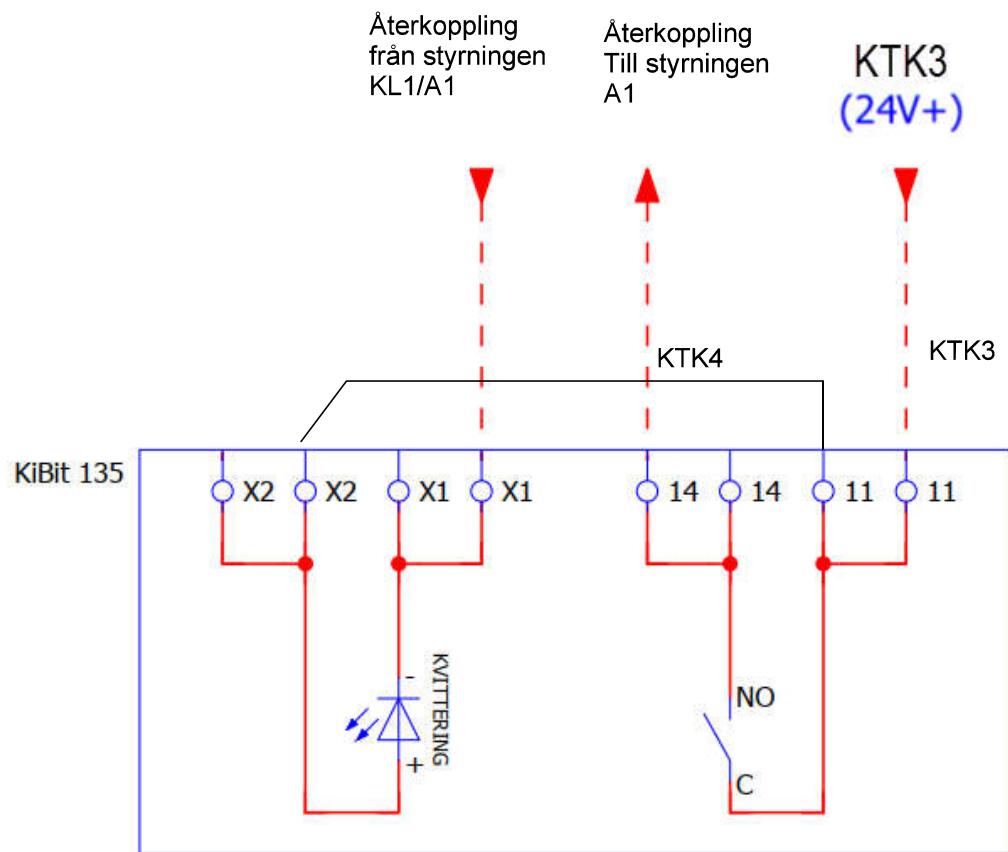 Återkoppling
från styrningen
KL1/A1
Återkoppling
Till styrningen
A1
KTK3
(24V+)
KTK4
KTK3
KiBit 135
X2
X2
X1
X1
14
14
11
11
KVITTERING
-
+
NO
C